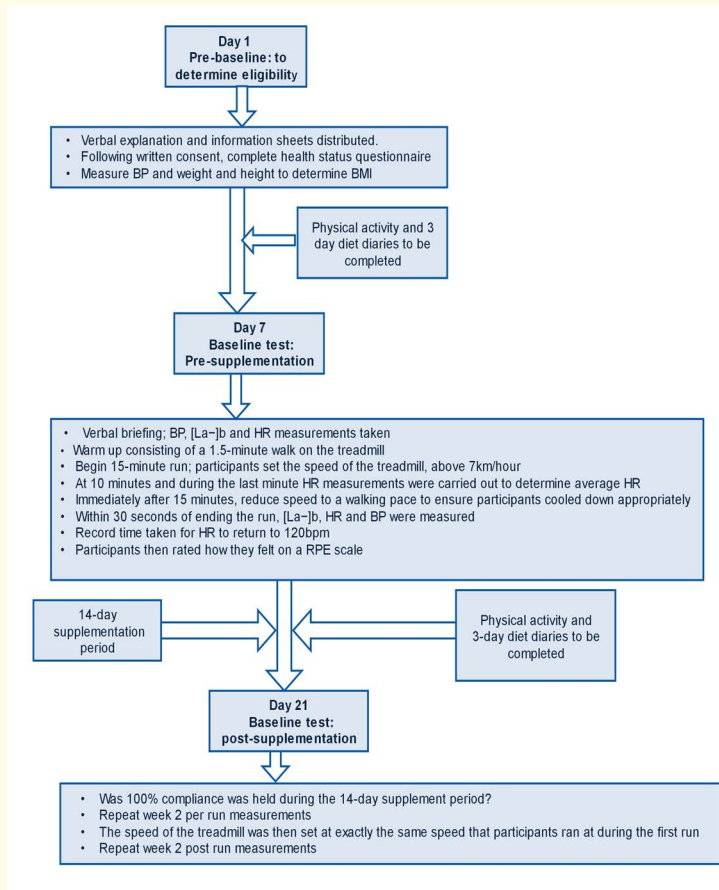 Day 1
Pre-baseline: to
determine eligibility
• Verbal explanation and information sheets distributed.
• Following written consent, complete health status questionnaire
• Measure BP and weight and height to determine BMI
Physical activity and 3
day diet diaries to be
completed
Day 7
Baseline test:
Pre-supplementation
• Verbal briefing; BP, [La−]b and HR measurements taken
• Warm up consisting of a 1.5-minute walk on the treadmill
• Begin 15-minute run; participants set the speed of the treadmill, above 7km/hour
• At 10 minutes and during the last minute HR measurements were carried out to determine average HR
• Immediately after 15 minutes, reduce speed to a walking pace to ensure participants cooled down appropriately
• Within 30 seconds of ending the run, [La−]b, HR and BP were measured
• Record time taken for HR to return to 120bpm
• Participants then rated how they felt on a RPE scale
14-day
supplementation
period
Physical activity and
3-day diet diaries to be
completed
Day 21
Baseline test:
post-supplementation
• Was 100% compliance was held during the 14-day supplement period?
• Repeat week 2 per run measurements
• The speed of the treadmill was then set at exactly the same speed that participants ran at during the first run
• Repeat week 2 post run measurements